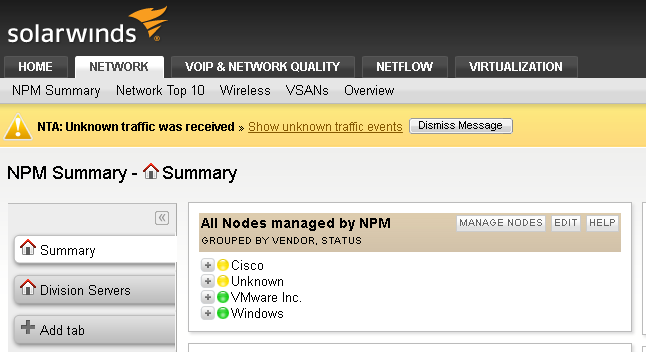 solarwinds
HOME NETWORK VOIP & NETWORK QUALITY NETFLOW VIRTUALIZATION
NPM Summary Network Top 10 Wireless VSANs Overview
NTA: Unknown traffic was received » Show unknown traffic events Dismiss Message
NPM Summary - Summary
All Nodes managed by NPM MANAGE NODES EDIT HELP
GROUPED BY VENDOR, STATUS
Summary
Division Servers
Add tab
Cisco
Unknown
VMware Inc.
Windows